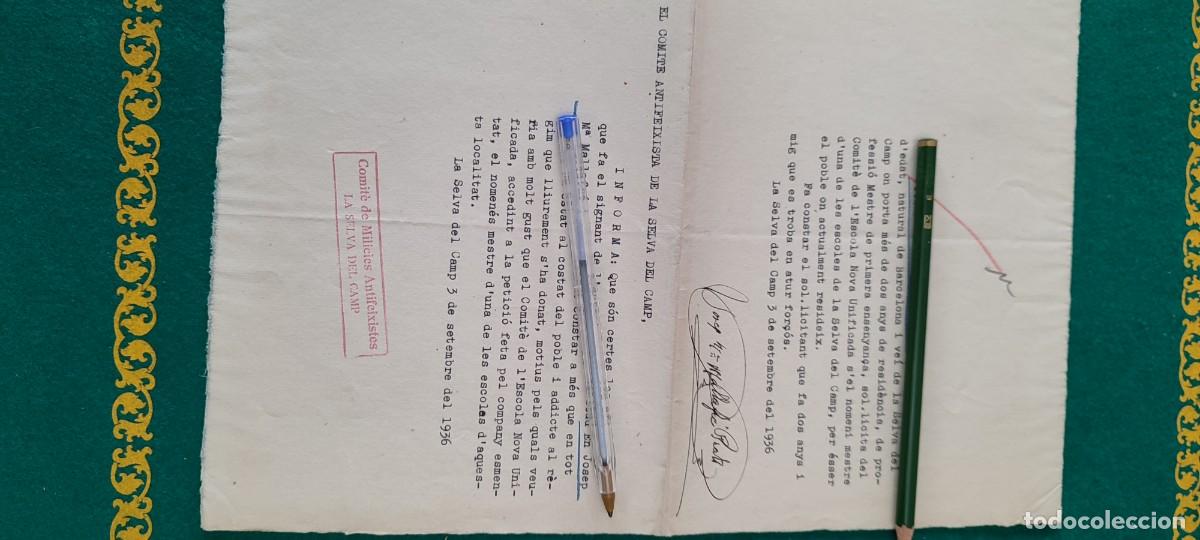 d'edat, natural de Barcelona i veí de la Selva del
Camp on porta més de dos anys de residència, de pro-
fessió Mestre de primera ensenyança, sol.licita del
Comitè de l'Escola Nova Unificada s'el nomeni mestre
d'una de les escoles de la Selva del Camp, per ésser
el poble on actualment resideix.
Fa constar el sol.licitant que fa dos anys i
mig que es troba en atur forçós.
La Selva del Camp 3 de setembre del 1936
Josep Mª Mallafré
EL COMITE ANTIFEIXISTA DE LA SELVA DEL CAMP,
I N F O R M A: Que són certes
que fa el signant de
Mª En Josep
constar a més que en tot
estat al costat del poble i addicte al rè-
gim que lliurement s'ha donat, motius pels quals veu-
ria amb molt gust que el Comitè de l'Escola Nova Uni-
ficada, accedint a la petició feta pel company esmen-
tat, el nomenés mestre d'una de les escoles d'aques-
ta localitat.
La Selva del Camp 3 de setembre del 1936
Comitè de Milícies Antifeixistes
LA SELVA DEL CAMP
todocoleccion